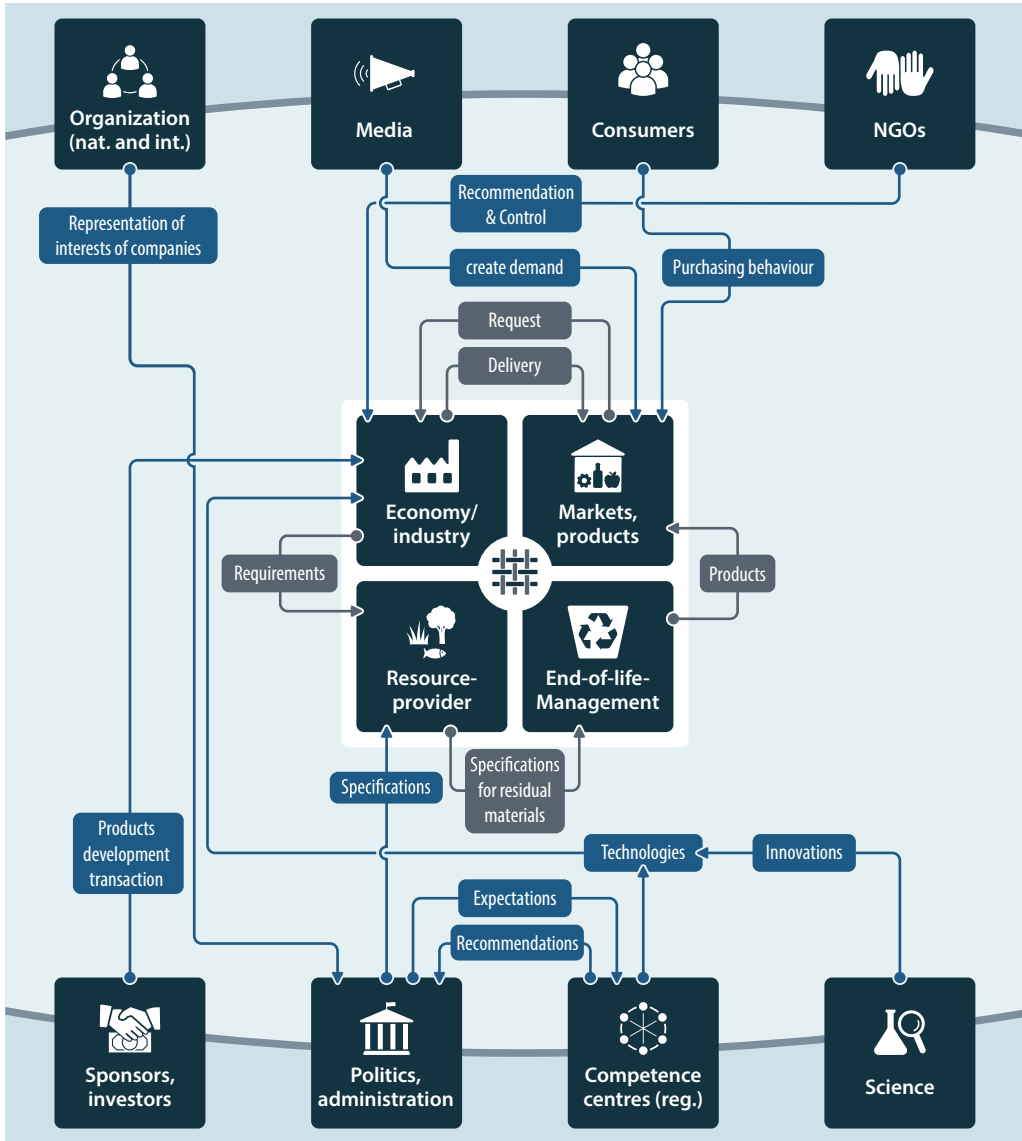 Organization
(nat. and int.)
Media
Consumers
NGOs
Recommendation
& Control
Representation of
interests of companies
create demand
Purchasing behaviour
Request
Delivery
Economy/
industry
Markets,
products
Requirements
Products
Resource-
provider
End-of-life-
Management
Specifications
Specifications
for residual
materials
Products
development
transaction
Technologies
Innovations
Expectations
Recommendations
Sponsors,
investors
Politics,
administration
Competence
centres (reg.)
Science